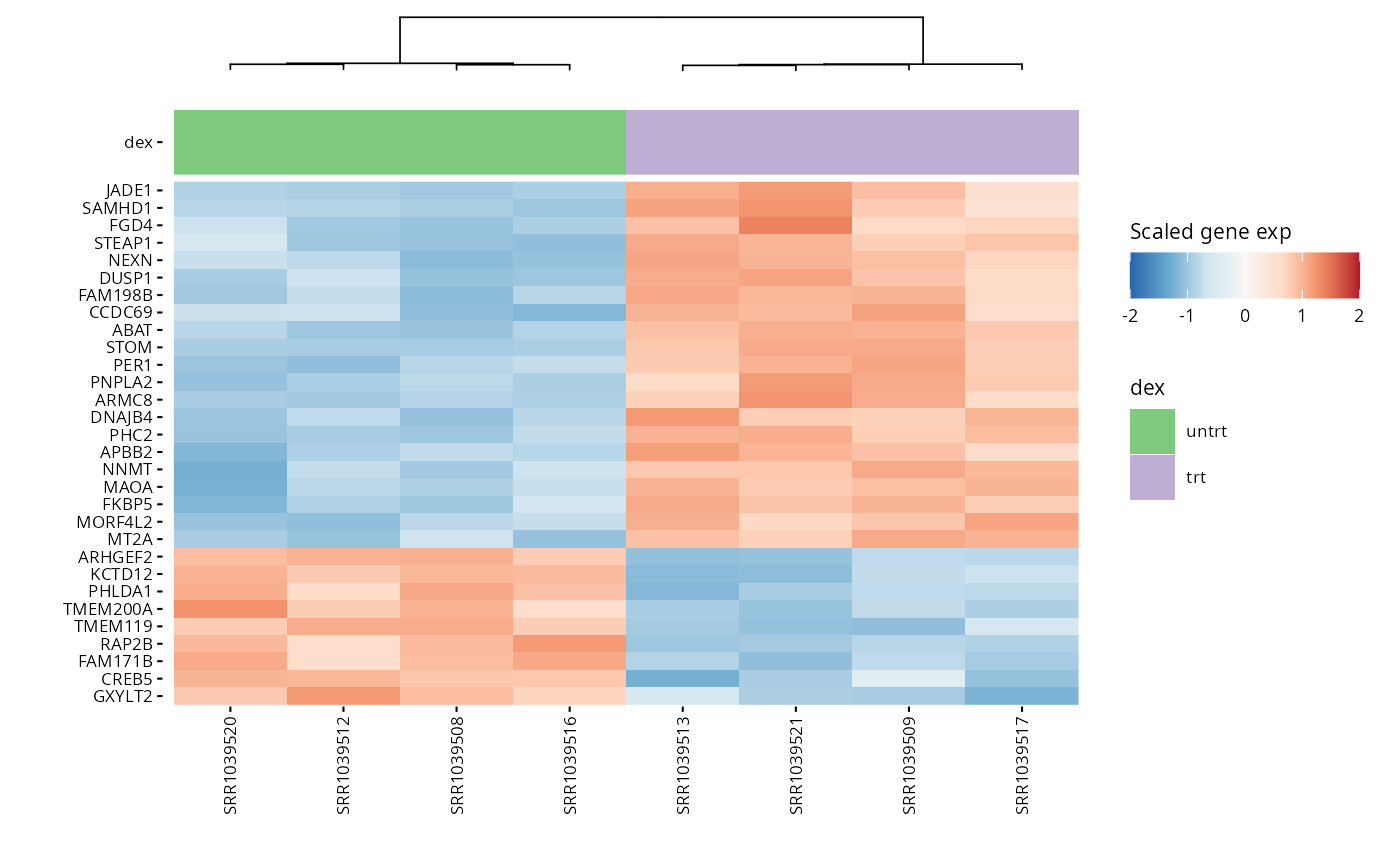 dex
JADE1
SAMHD1
FGD4
STEAP1
NEXN
DUSP1
FAM198B
CCDC69
ABAT
STOM
PER1
PNPLA2
ARMC8
DNAJB4
PHC2
APBB2
NNMT
MAOA
FKBP5
MORF4L2
MT2A
ARHGEF2
KCTD12
PHLDA1
TMEM200A
TMEM119
RAP2B
FAM171B
CREB5
GXYLT2
SRR1039520
SRR1039512
SRR1039508
SRR1039516
SRR1039513
SRR1039521
SRR1039509
SRR1039517
Scaled gene exp
-2 -1 0 1 2
dex
untrt
trt